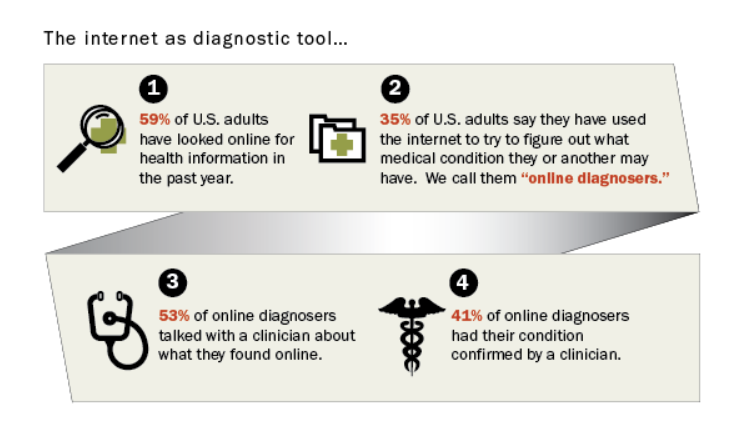 The internet as diagnostic tool...
1
59% of U.S. adults
have looked online for
health information in
the past year.
2
35% of U.S. adults say they have used
the internet to try to figure out what
medical condition they or another may
have. We call them “online diagnosers.”
3
53% of online diagnosers
talked with a clinician about
what they found online.
4
41% of online diagnosers
had their condition
confirmed by a clinician.